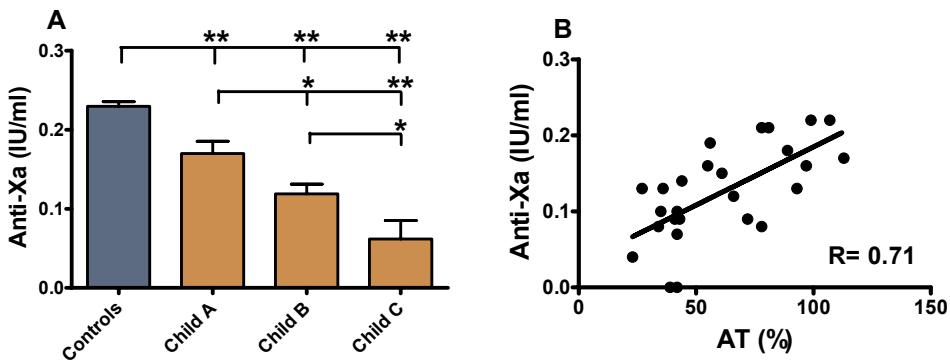 A
** ** **
* **
*
Anti-Xa (IU/ml)
0.3
0.2
0.1
0.0
Controls
Child A
Child B
Child C
B
Anti-Xa (IU/ml)
0.3
0.2
0.1
0.0
R= 0.71
0 50 100 150
AT (%)